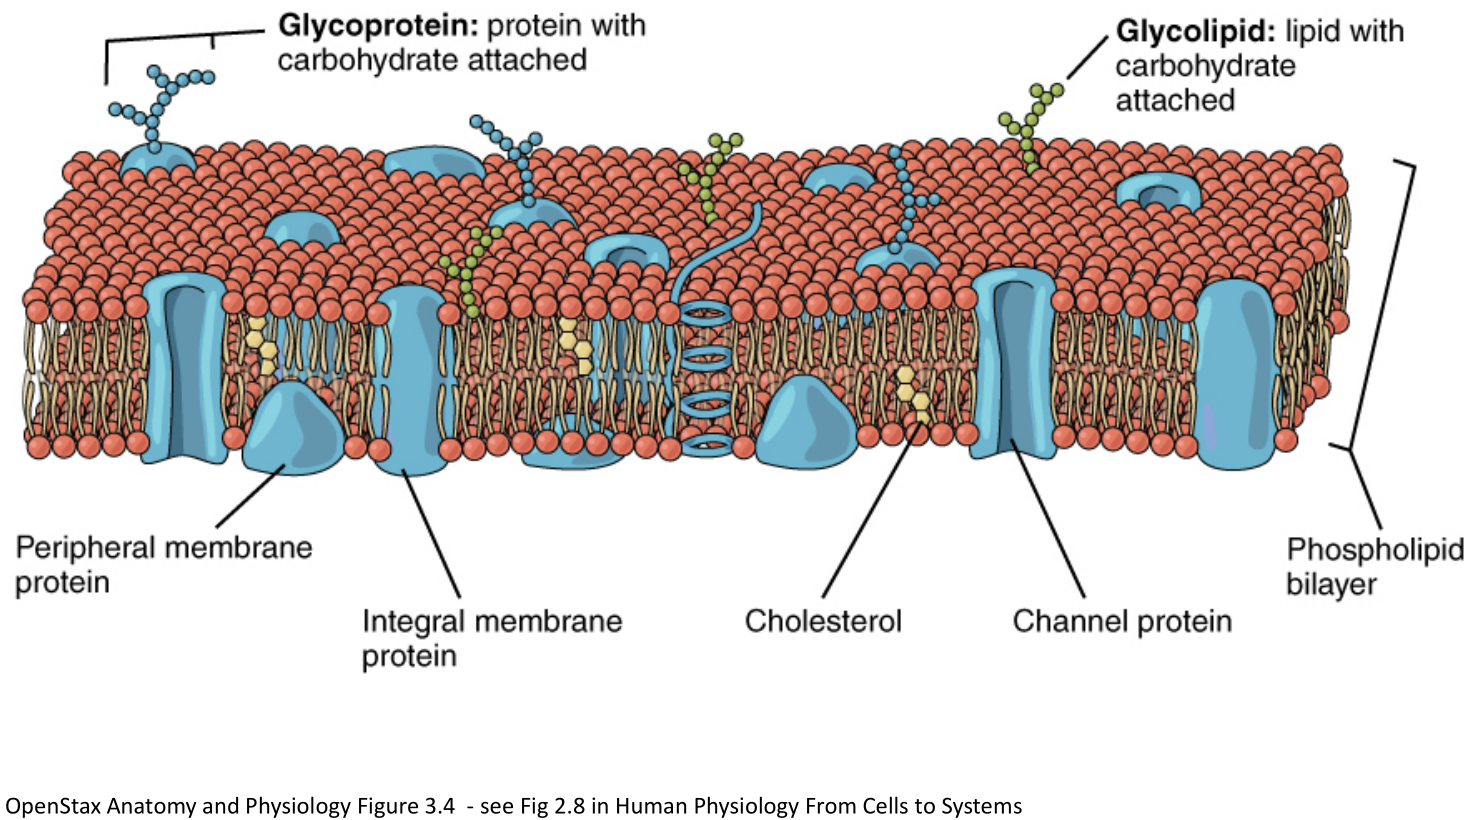 Glycoprotein: protein with
carbohydrate attached
Glycolipid: lipid with
carbohydrate
attached
Peripheral membrane
protein
Integral membrane
protein
Cholesterol
Channel protein
Phospholipid
bilayer
OpenStax Anatomy and Physiology Figure 3.4  - see Fig 2.8 in Human Physiology From Cells to Systems